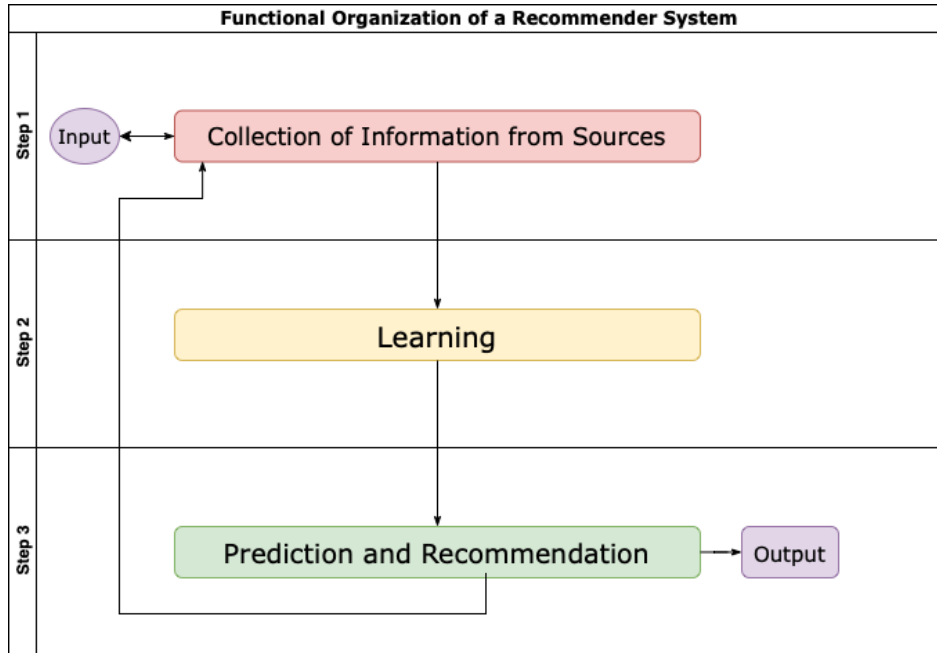 Functional Organization of a Recommender System
Step 1
Input
Collection of Information from Sources
Step 2
Learning
Step 3
Prediction and Recommendation
Output